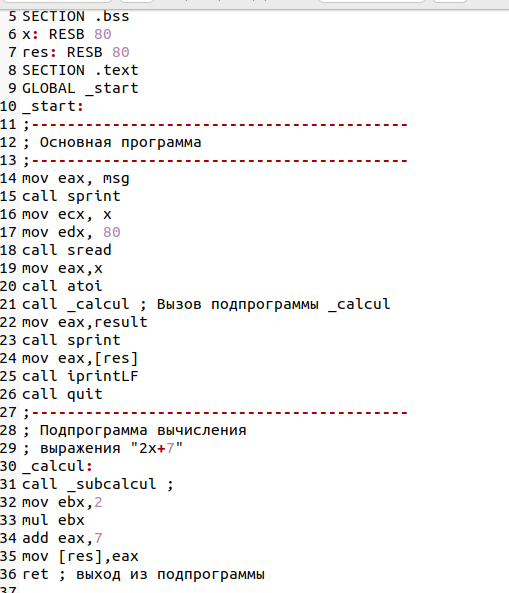 5 SECTION .bss
6 x: RESB 80
7 res: RESB 80
8 SECTION .text
9 GLOBAL _start
10 _start:
11 ;------------------------------------------
12 ; Основная программа
13 ;------------------------------------------
14 mov eax, msg
15 call sprint
16 mov ecx, x
17 mov edx, 80
18 call sread
19 mov eax,x
20 call atoi
21 call _calcul ; Вызов подпрограммы _calcul
22 mov eax,result
23 call sprint
24 mov eax,[res]
25 call iprintLF
26 call quit
27 ;------------------------------------------
28 ; Подпрограмма вычисления
29 ; выражения "2x+7"
30 _calcul:
31 call _subcalcul ;
32 mov ebx,2
33 mul ebx
34 add eax,7
35 mov [res],eax
36 ret ; выход из подпрограммы
37